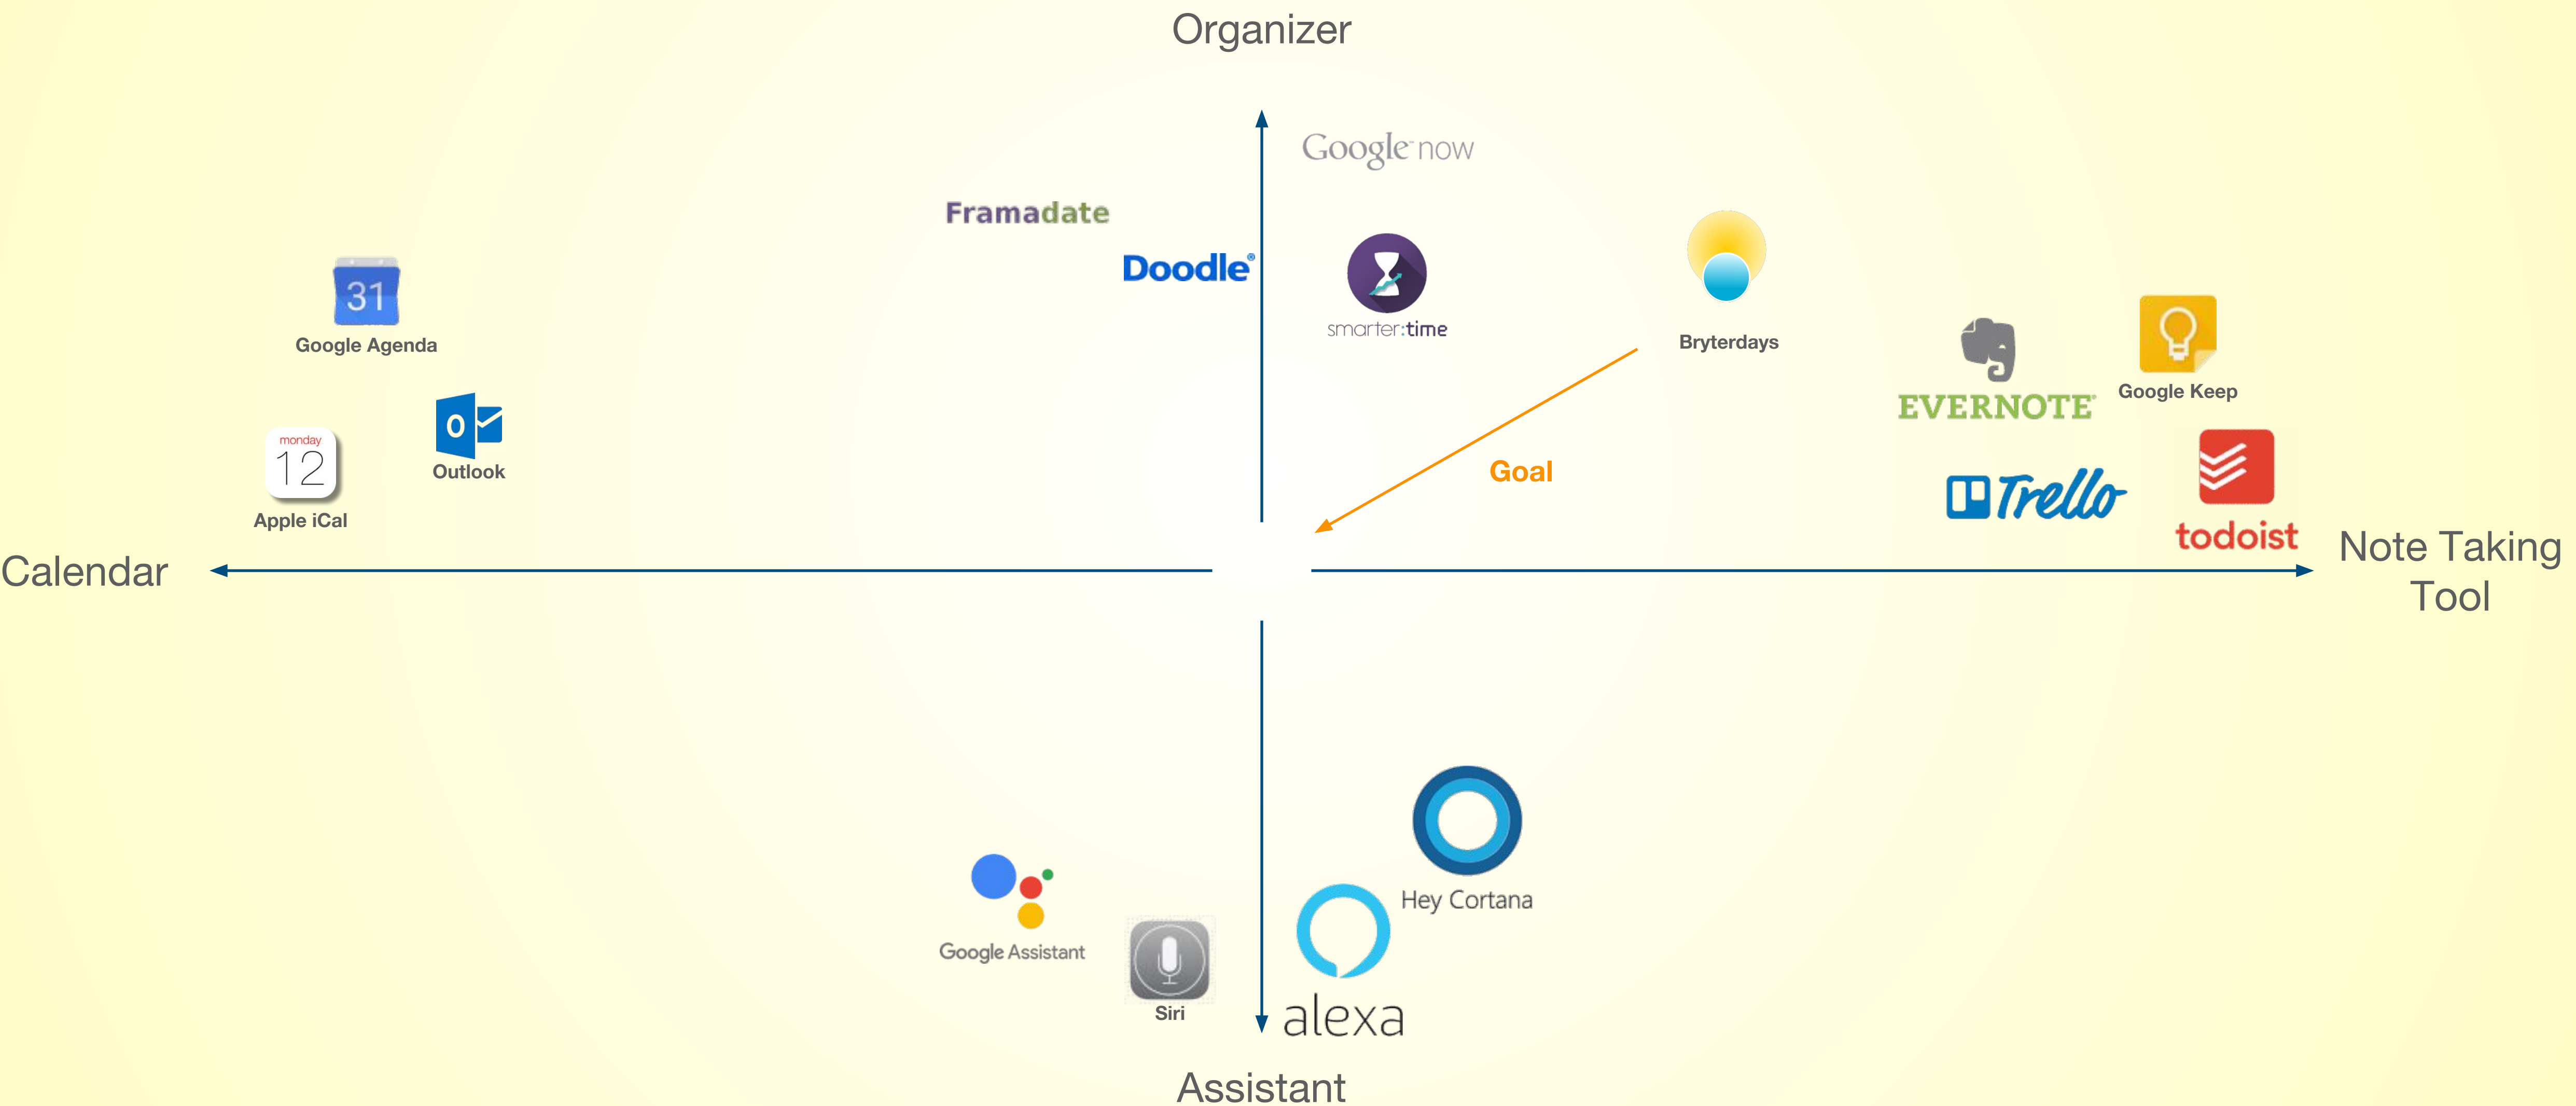 Organizer
Google now
Framadate
Doodle®
31
Google Agenda
smarter:time
Bryterdays
EVERNOTE®
Google Keep
monday
12
Apple iCal
O
Outlook
Goal
Trello
todoist
Calendar
Note Taking
Tool
Hey Cortana
Google Assistant
Siri
alexa
Assistant